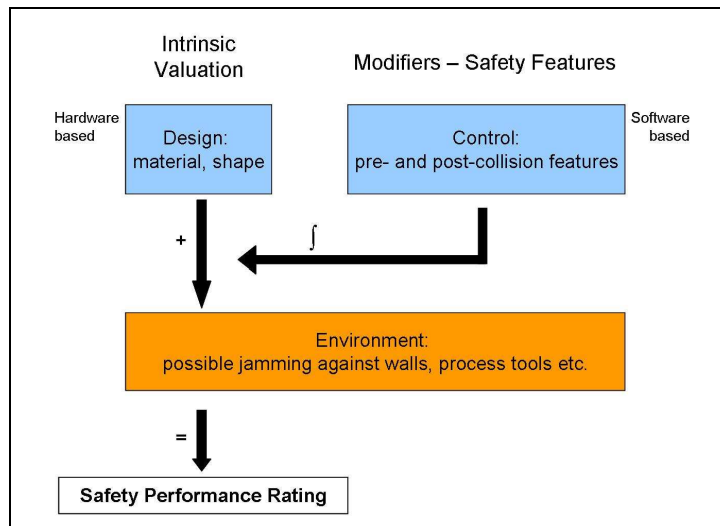 Intrinsic
Valuation
Modifiers – Safety Features
Hardware
based
Design:
material, shape
Control:
pre- and post-collision features
Software
based
+
∫
Environment:
possible jamming against walls, process tools etc.
=
Safety Performance Rating